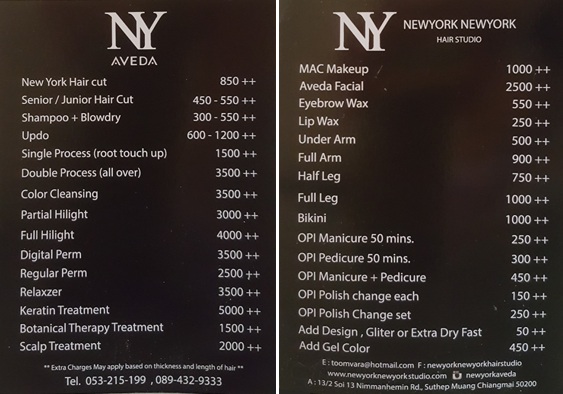 NY
AVEDA
New York Hair cut 850 ++
Senior / Junior Hair Cut 450 - 550 ++
Shampoo + Blowdry 300 - 550 ++
Updo 600 - 1200 ++
Single Process (root touch up) 1500 ++
Double Process (all over) 3500 ++
Color Cleansing 3500 ++
Partial Hilight 3000 ++
Full Hilight 4000 ++
Digital Perm 3500 ++
Regular Perm 2500 ++
Relaxzer 3500 ++
Keratin Treatment 5000 ++
Botanical Therapy Treatment 1500 ++
Scalp Treatment 2000 ++
** Extra Charges May apply based on thickness and length of hair **
Tel. 053-215-199 , 089-432-9333
NY NEWYORK NEWYORK
HAIR STUDIO
MAC Makeup 1000 ++
Aveda Facial 2500 ++
Eyebrow Wax 550 ++
Lip Wax 250 ++
Under Arm 500 ++
Full Arm 900 ++
Half Leg 750 ++
Full Leg 1000 ++
Bikini 1000 ++
OPI Manicure 50 mins. 250 ++
OPI Pedicure 50 mins. 300 ++
OPI Manicure + Pedicure 450 ++
OPI Polish change each 150 ++
OPI Polish Change set 250 ++
Add Design , Gliter or Extra Dry Fast 50 ++
Add Gel Color 450 ++
E : toomvara@hotmail.com F : newyorknewyorkhairstudio
www.newyorknewyorkstudio.com newyorkaveda
A : 13/2 Soi 13 Nimmanhemin Rd., Suthep Muang Chiangmai 50200